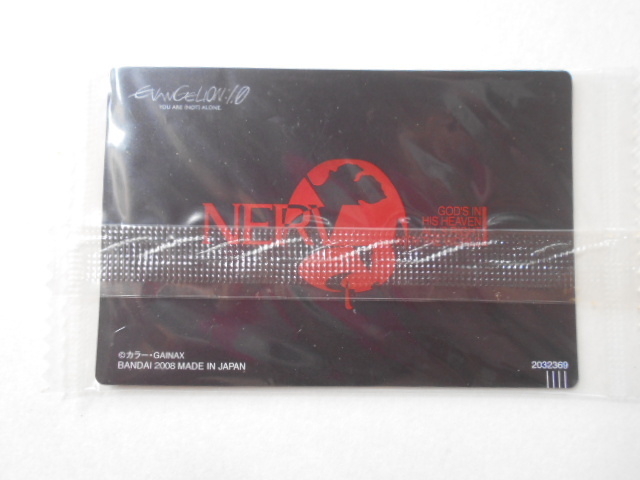 EVANGELION:1.0
YOU ARE (NOT) ALONE.
NERV
GOD'S IN
HIS HEAVEN
©カラー・GAINAX
BANDAI 2008 MADE IN JAPAN
2032369